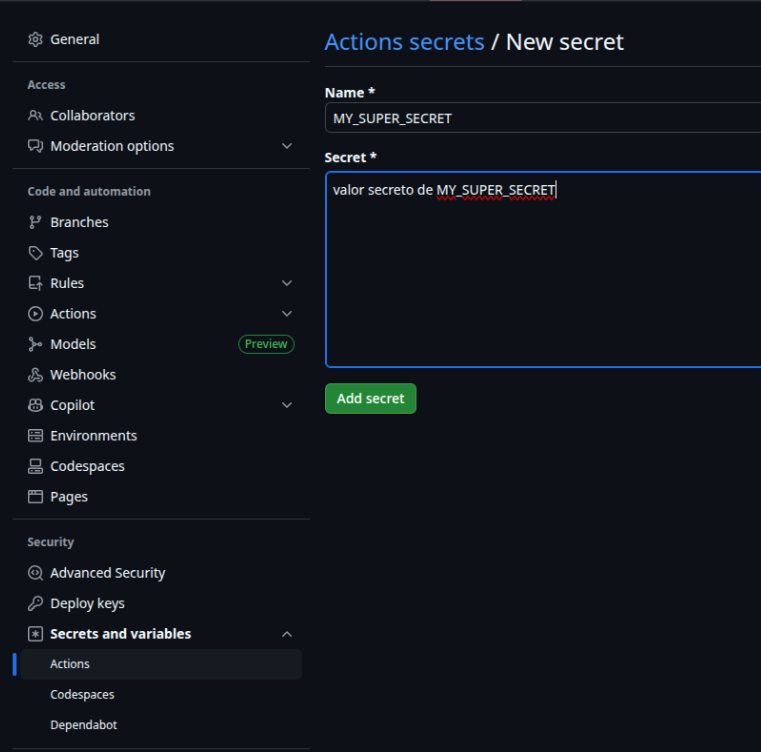 General
Access
Collaborators
Moderation options
Code and automation
Branches
Tags
Rules
Actions
Models Preview
Webhooks
Copilot
Environments
Codespaces
Pages
Security
Advanced Security
Deploy keys
Secrets and variables
Actions
Codespaces
Dependabot
Actions secrets / New secret
Name *
MY_SUPER_SECRET
Secret *
valor secreto de MY_SUPER_SECRET
Add secret